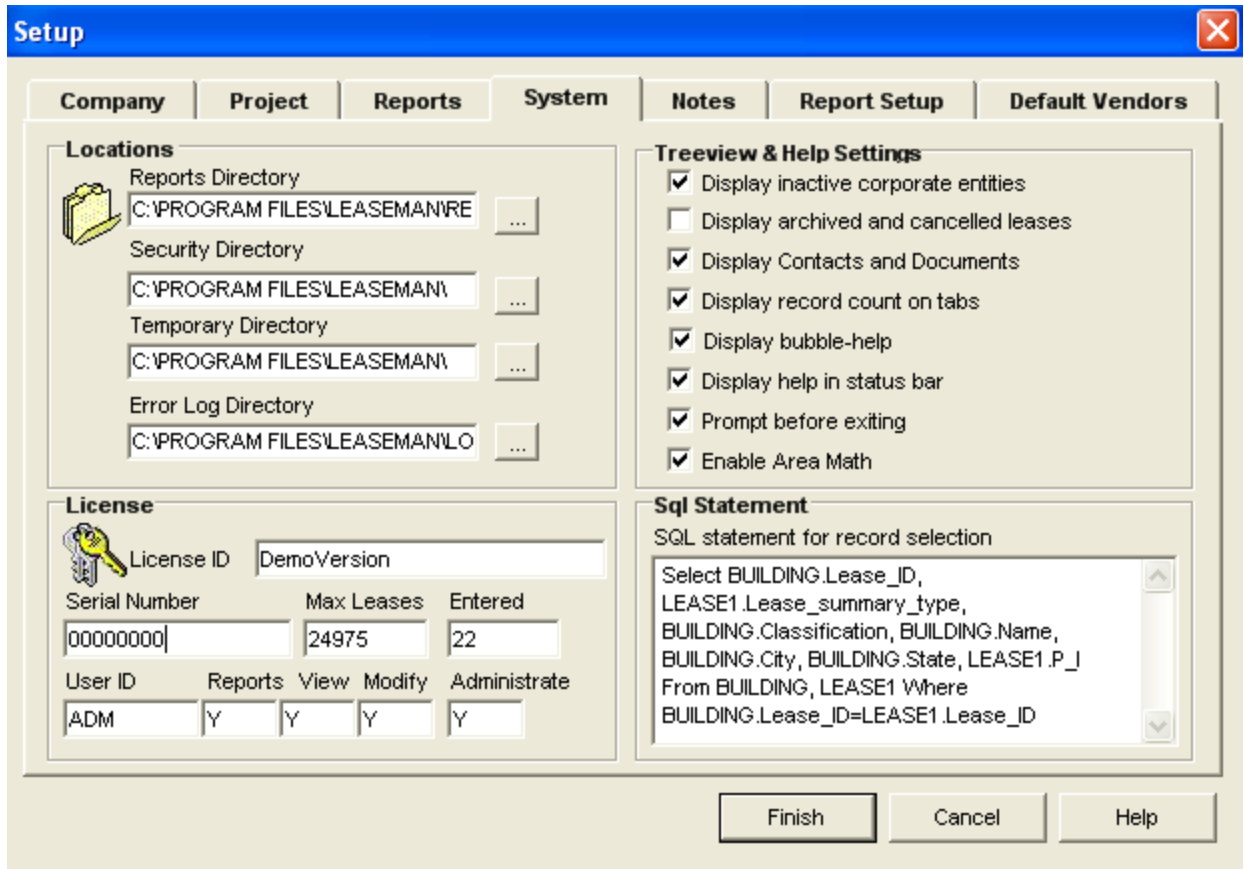 Setup
Company Project Reports System Notes Report Setup Default Vendors
Locations
Reports Directory
C:\PROGRAM FILES\LEASEMAN\RE
...
Security Directory
C:\PROGRAM FILES\LEASEMAN\
...
Temporary Directory
C:\PROGRAM FILES\LEASEMAN\
...
Error Log Directory
C:\PROGRAM FILES\LEASEMAN\LO
...
Treeview & Help Settings
Display inactive corporate entities
Display archived and cancelled leases
Display Contacts and Documents
Display record count on tabs
Display bubble-help
Display help in status bar
Prompt before exiting
Enable Area Math
License
License ID DemoVersion
Serial Number Max Leases Entered
00000000 24975 22
User ID Reports View Modify Administrate
ADM Y Y Y Y
Sql Statement
SQL statement for record selection
Select BUILDING.Lease_ID,
LEASE1.Lease_summary_type,
BUILDING.Classification, BUILDING.Name,
BUILDING.City, BUILDING.State, LEASE1.P_I
From BUILDING, LEASE1 Where
BUILDING.Lease_ID=LEASE1.Lease_ID
Finish Cancel Help